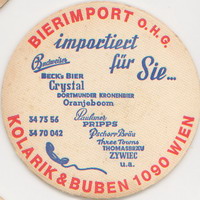 BIERIMPORT O.H.G.
importiert
für Sie...
Budweiser
BECK'S BIER
Crystal
DORTMUNDER KRONENBIER
Oranjeboom
Paulaner
PRIPPS
Pschorr-Bräu
Three Towns
THOMASBRÄU
ZYWIEC
u.a.
34 73 56
34 70 042
KOLARIK & BUBEN 1090 WIEN